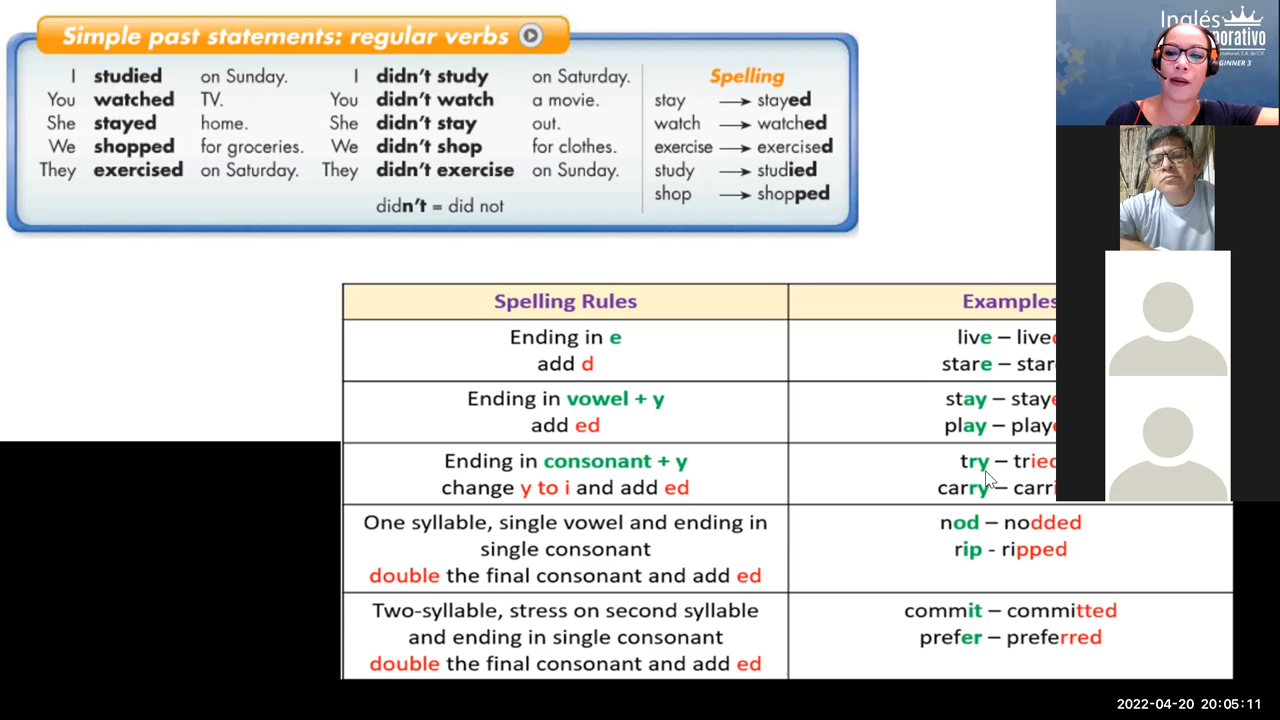 Simple past statements: regular verbs
I studied on Sunday. I didn't study on Saturday.
You watched TV. You didn't watch a movie.
She stayed home. She didn't stay out.
We shopped for groceries. We didn't shop for clothes.
They exercised on Saturday. They didn't exercise on Sunday.
didn't = did not
Spelling
stay → stayed
watch → watched
exercise → exercised
study → studied
shop → shopped
Inglés
GINNER 3
Spelling Rules Examples
Ending in e
add d
live – live
stare – star
Ending in vowel + y
add ed
stay – stay
play – play
Ending in consonant + y
change y to i and add ed
try – trie
carry – carr
One syllable, single vowel and ending in
single consonant
double the final consonant and add ed
nod – nodded
rip - ripped
Two-syllable, stress on second syllable
and ending in single consonant
double the final consonant and add ed
commit – committed
prefer – preferred
2022-04-20 20:05:11